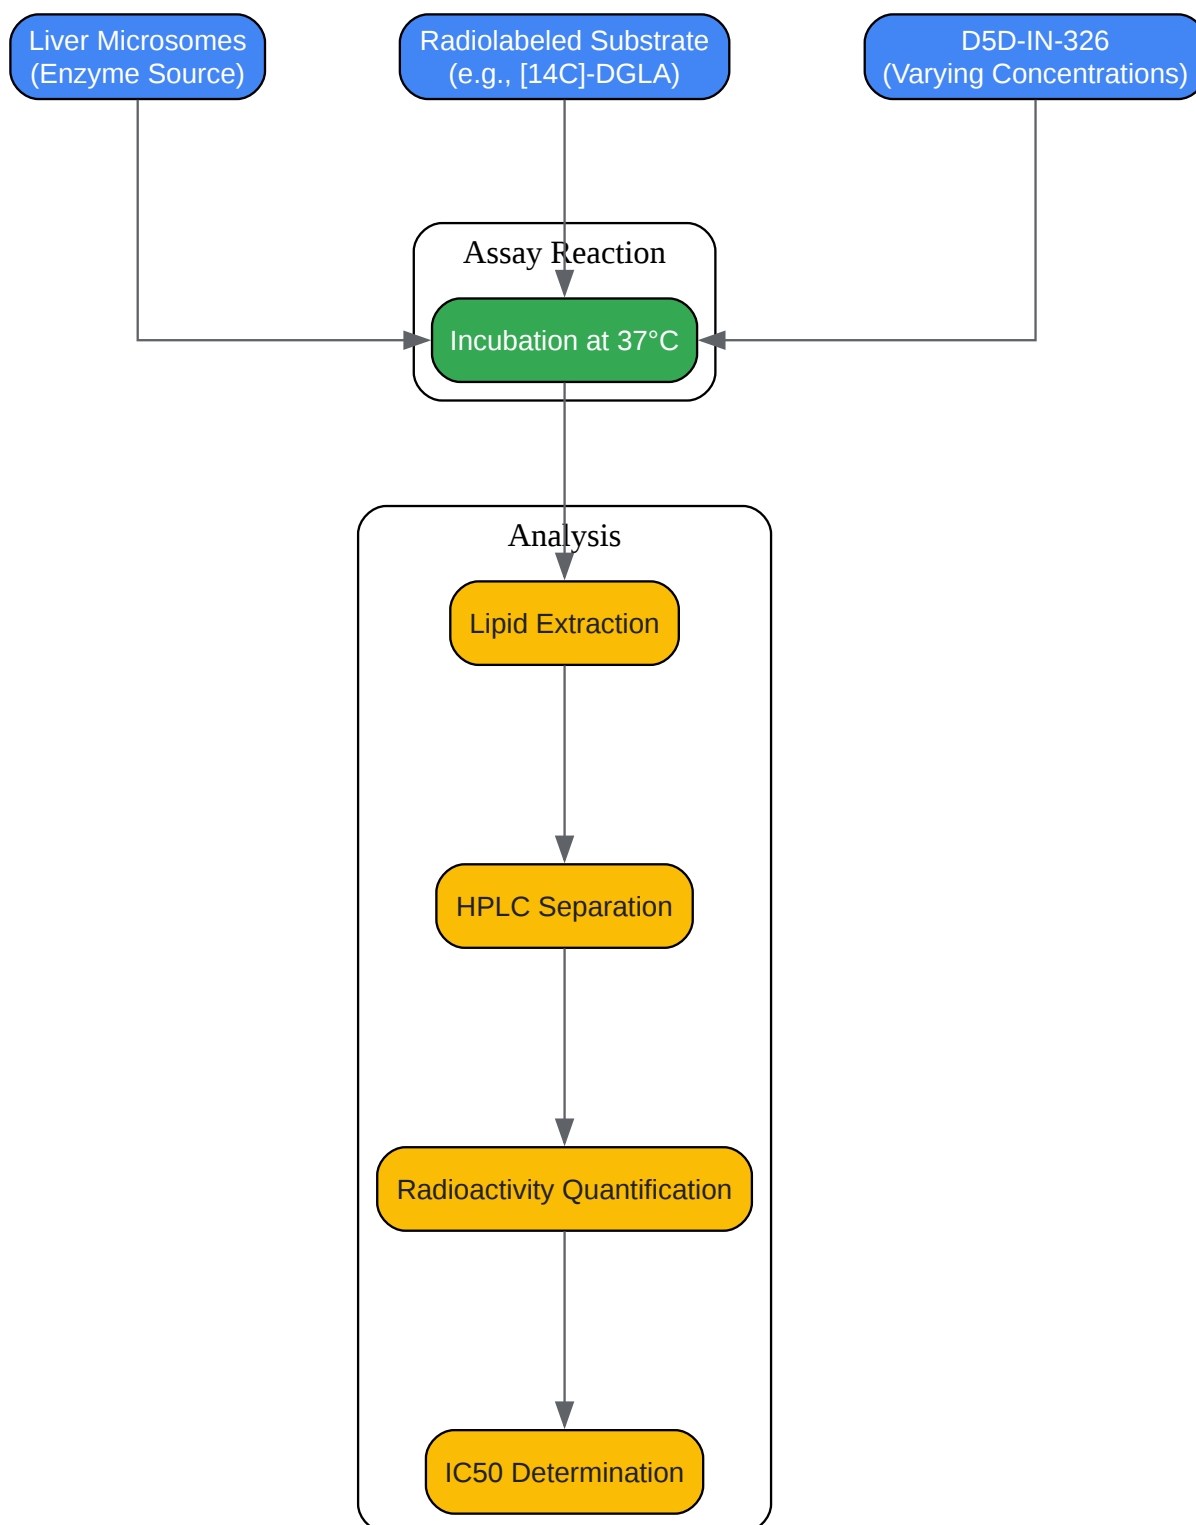 Liver Microsomes
(Enzyme Source)
Radiolabeled Substrate
(e.g., [14C]-DGLA)
D5D-IN-326
(Varying Concentrations)
Assay Reaction
Incubation at 37°C
Analysis
Lipid Extraction
HPLC Separation
Radioactivity Quantification
IC50 Determination